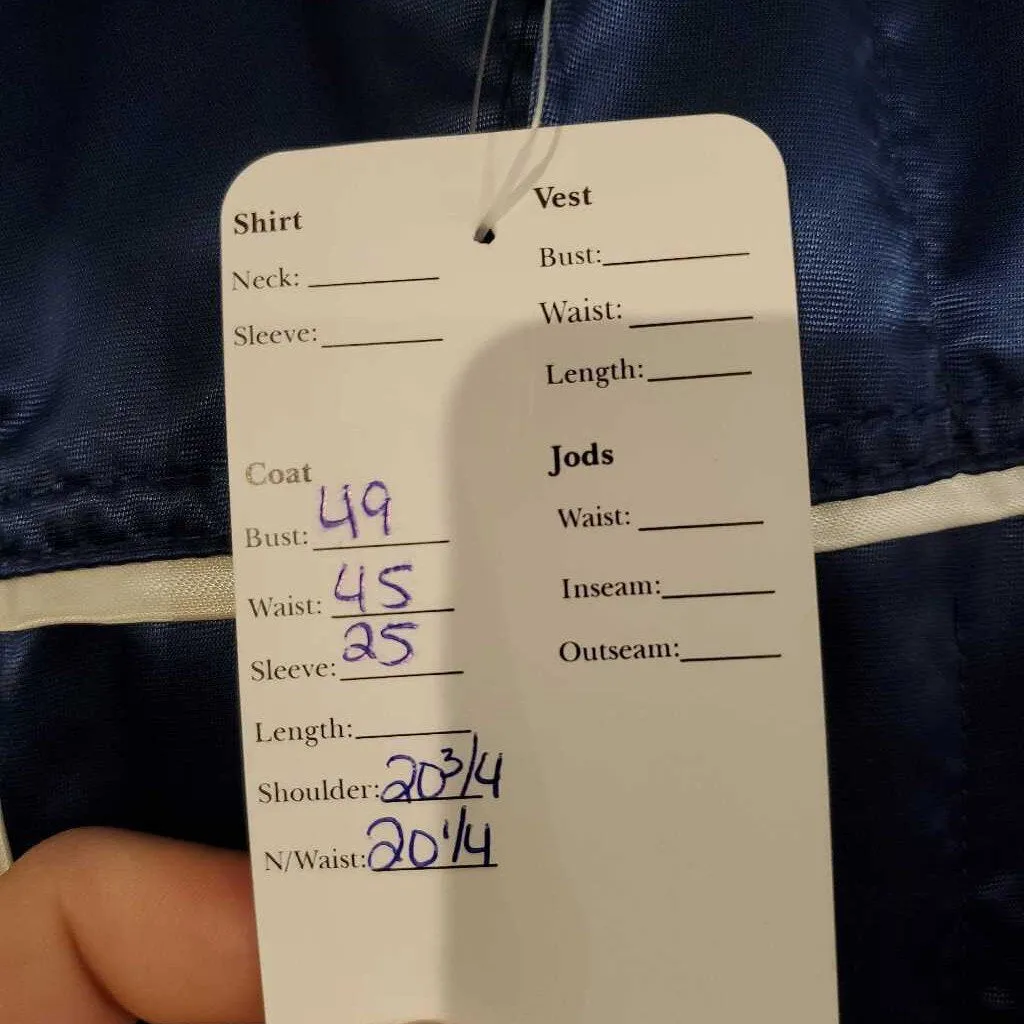 Shirt
Neck:
Sleeve:
Coat
Bust: 49
Waist: 45
Sleeve: 25
Length:
Shoulder: 20 3/4
N/Waist: 20 1/4
Vest
Bust:
Waist:
Length:
Jods
Waist:
Inseam:
Outseam: